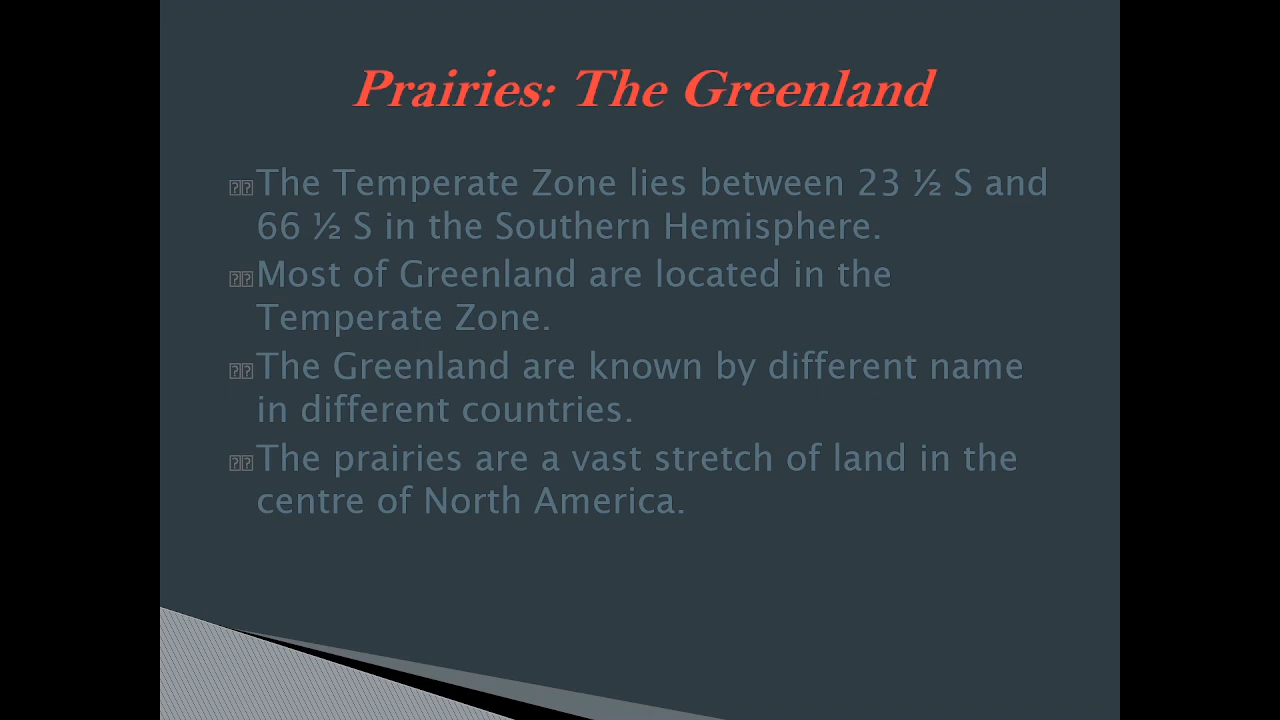 Prairies: The Greenland
The Temperate Zone lies between 23 ½ S and
66 ½ S in the Southern Hemisphere.
Most of Greenland are located in the
Temperate Zone.
The Greenland are known by different name
in different countries.
The prairies are a vast stretch of land in the
centre of North America.